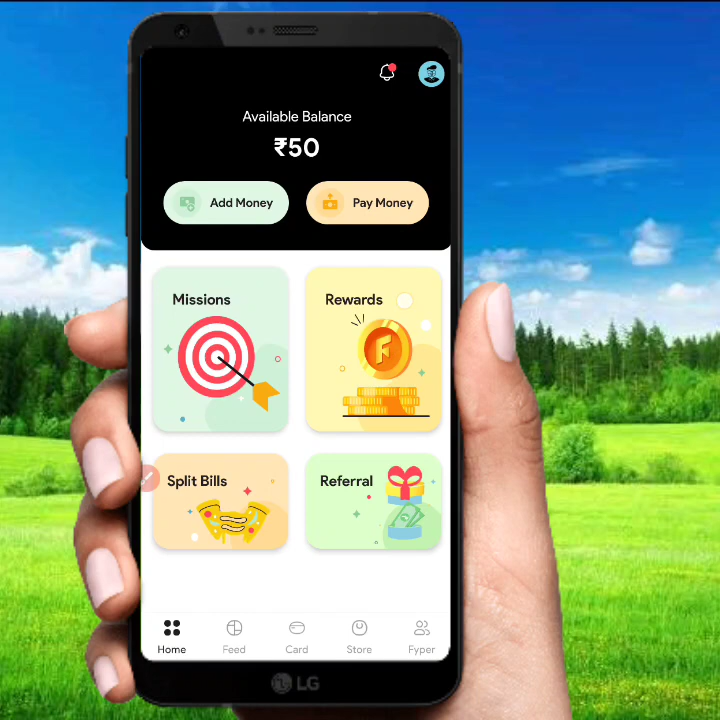 Available Balance
₹50
Add Money
Pay Money
Missions
Rewards
F
Split Bills
Referral
Home
Feed
Card
Store
Fyper
LG